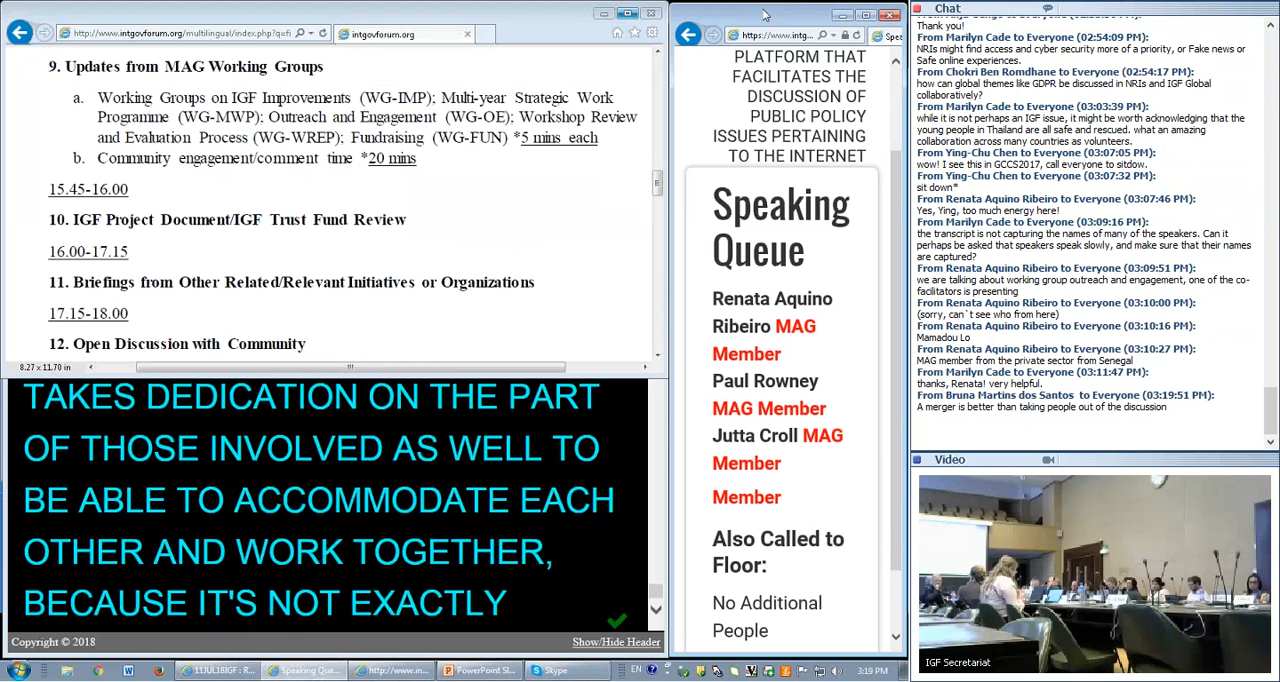 http://www.intgovforum.org/multilingual/index.php?q=fi
intgovforum.org
9. Updates from MAG Working Groups
a. Working Groups on IGF Improvements (WG-IMP); Multi-year Strategic Work
Programme (WG-MWP); Outreach and Engagement (WG-OE); Workshop Review
and Evaluation Process (WG-WREP); Fundraising (WG-FUN) *5 mins each
b. Community engagement/comment time *20 mins
15.45-16.00
10. IGF Project Document/IGF Trust Fund Review
16.00-17.15
11. Briefings from Other Related/Relevant Initiatives or Organizations
17.15-18.00
12. Open Discussion with Community
8.27 x 11.70 in
TAKES DEDICATION ON THE PART
OF THOSE INVOLVED AS WELL TO
BE ABLE TO ACCOMMODATE EACH
OTHER AND WORK TOGETHER,
BECAUSE IT'S NOT EXACTLY
Copyright © 2018
Show/Hide Header
https://www.intg...
Spea
PLATFORM THAT
FACILITATES THE
DISCUSSION OF
PUBLIC POLICY
ISSUES PERTAINING
TO THE INTERNET
Speaking
Queue
Renata Aquino
Ribeiro MAG
Member
Paul Rowney
MAG Member
Jutta Croll MAG
Member
Member
Also Called to
Floor:
No Additional
People
Chat
Thank you!
From Marilyn Cade to Everyone (02:54:09 PM):
NRIs might find access and cyber security more of a priority, or Fake news or
Safe online experiences.
From Chokri Ben Romdhane to Everyone (02:54:17 PM):
how can global themes like GDPR be discussed in NRIs and IGF Global
collaboratively?
From Marilyn Cade to Everyone (03:03:39 PM):
while it is not perhaps an IGF issue, it might be worth acknowledging that the
young people in Thailand are all safe and rescued. what an amazing
collaboration across many countries as volunteers.
From Ying-Chu Chen to Everyone (03:07:05 PM):
wow! I see this in GCCS2017, call everyone to sitdow.
From Ying-Chu Chen to Everyone (03:07:32 PM):
sit down*
From Renata Aquino Ribeiro to Everyone (03:07:46 PM):
Yes, Ying, too much energy here!
From Marilyn Cade to Everyone (03:09:16 PM):
the transcript is not capturing the names of many of the speakers. Can it
perhaps be asked that speakers speak slowly, and make sure that their names
are captured?
From Renata Aquino Ribeiro to Everyone (03:09:51 PM):
we are talking about working group outreach and engagement, one of the co-
facilitators is presenting
From Renata Aquino Ribeiro to Everyone (03:10:00 PM):
(sorry, can`t see who from here)
From Renata Aquino Ribeiro to Everyone (03:10:16 PM):
Mamadou Lo
From Renata Aquino Ribeiro to Everyone (03:10:27 PM):
MAG member from the private sector from Senegal
From Marilyn Cade to Everyone (03:11:47 PM):
thanks, Renata! very helpful.
From Bruna Martins dos Santos to Everyone (03:19:51 PM):
A merger is better than taking people out of the discussion
Video
IGF Secretariat
11JUL18IGF : R...
Speaking Que...
http://www.in...
PowerPoint Sl...
Skype
EN
3:19 PM